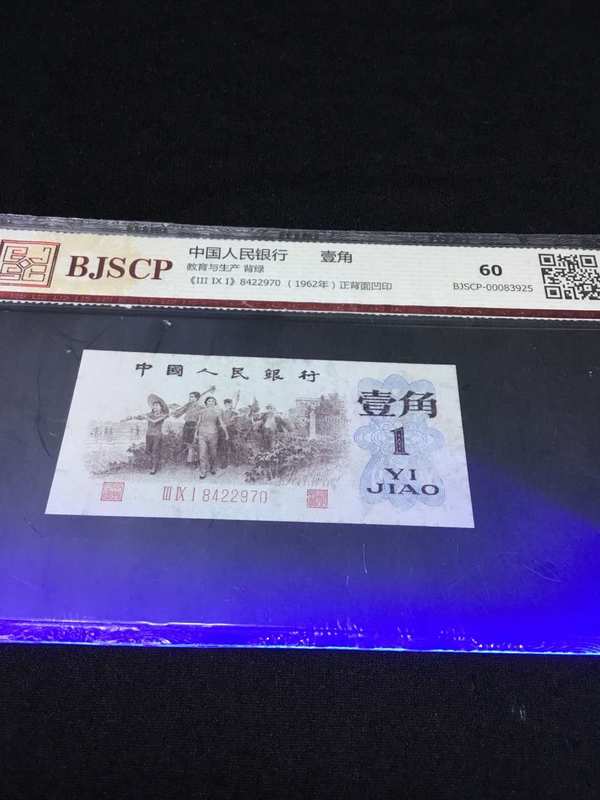 BJSCP
中国人民银行 壹角
教育与生产 背绿
《III IX I》8422970 (1962年) 正背面凹印
60
BJSCP-00083925
中國人民銀行
壹角
1
YI
JIAO
III IX I 8422970